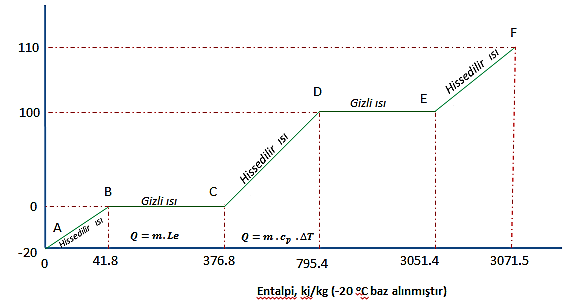 F
110
Hissedilir ısı
D
Gizli ısı
E
100
Hissedilir ısı
B
Gizli ısı
C
0
A
Hissedilir ısı
Q = m.Le
Q = m . cₚ . ΔT
-20
0 41.8 376.8 795.4 3051.4 3071.5
Entalpi, kj/kg (-20 °C baz alınmıştır)